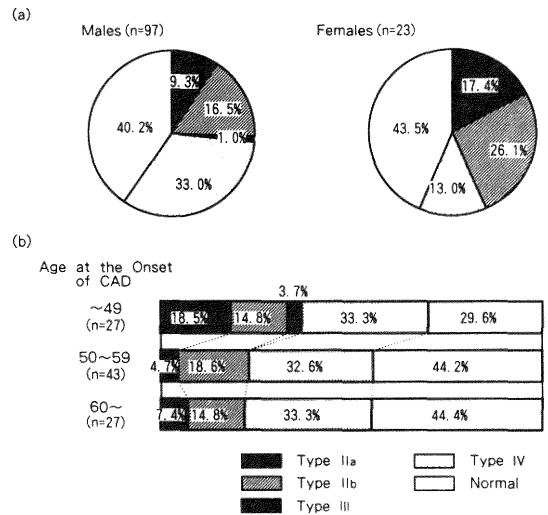 (a)
Males (n=97)
Females (n=23)
9.3%
16.5%
1.0%
33.0%
40.2%
17.4%
26.1%
13.0%
43.5%
(b)
Age at the Onset
of CAD
~49
(n=27)
18.5% 14.8% 3.7% 33.3% 29.6%
50~59
(n=43)
4.7% 18.6% 32.6% 44.2%
60~
(n=27)
7.4% 14.8% 33.3% 44.4%
Type IIa
Type IIb
Type III
Type IV
Normal